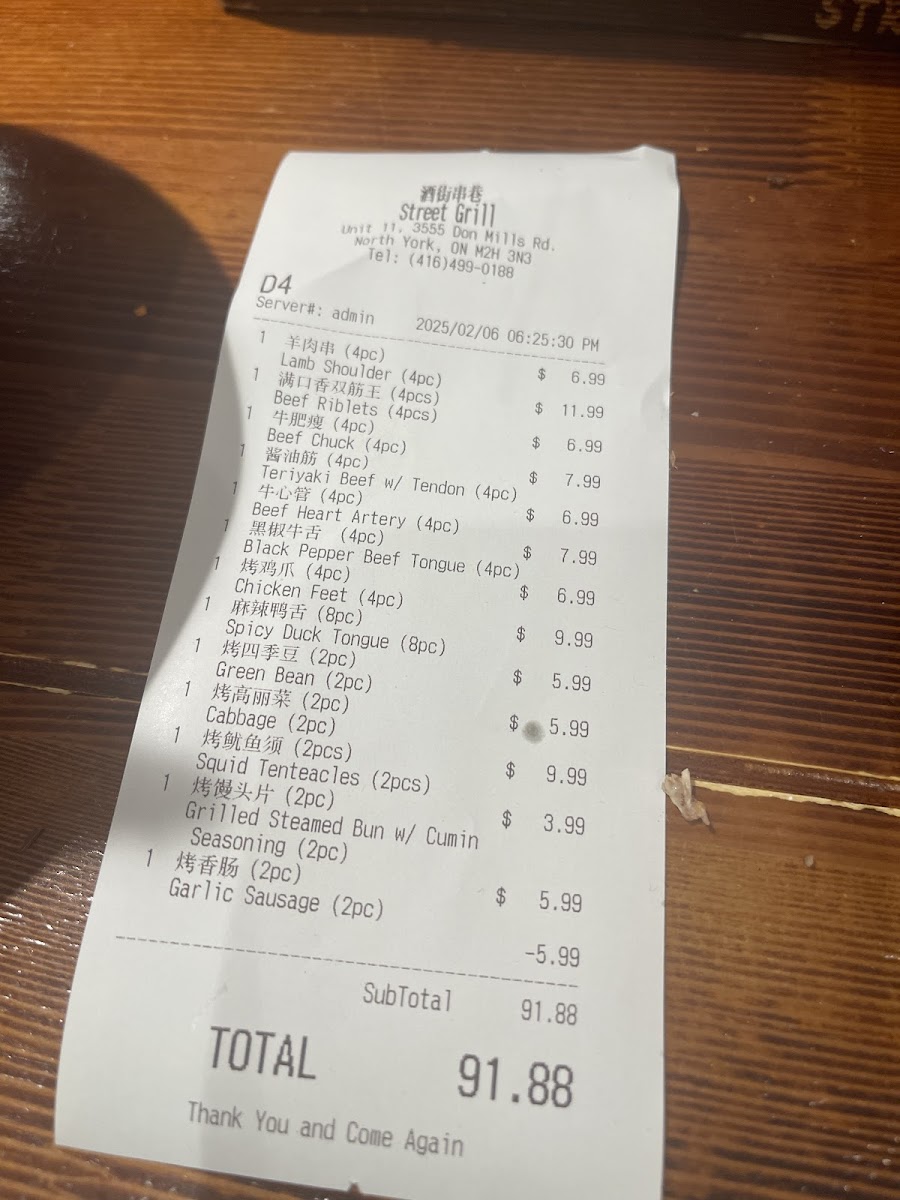 STR
酒街串巷
Street Grill
Unit 11, 3555 Don Mills Rd.
North York, ON M2H 3N3
Tel: (416)499-0188
D4
Server#: admin 2025/02/06 06:25:30 PM
1 羊肉串 (4pc)
Lamb Shoulder (4pc) $ 6.99
1 满口香双筋王 (4pcs)
Beef Riblets (4pcs) $ 11.99
1 牛肥瘦 (4pc)
Beef Chuck (4pc) $ 6.99
1 酱油筋 (4pc)
Teriyaki Beef w/ Tendon (4pc) $ 7.99
1 牛心管 (4pc)
Beef Heart Artery (4pc) $ 6.99
1 黑椒牛舌 (4pc)
Black Pepper Beef Tongue (4pc) $ 7.99
1 烤鸡爪 (4pc)
Chicken Feet (4pc) $ 6.99
1 麻辣鸭舌 (8pc)
Spicy Duck Tongue (8pc) $ 9.99
1 烤四季豆 (2pc)
Green Bean (2pc) $ 5.99
1 烤高丽菜 (2pc)
Cabbage (2pc) $ 5.99
1 烤鱿鱼须 (2pcs)
Squid Tenteacles (2pcs) $ 9.99
1 烤馒头片 (2pc)
Grilled Steamed Bun w/ Cumin $ 3.99
Seasoning (2pc)
1 烤香肠 (2pc)
Garlic Sausage (2pc) $ 5.99
-5.99
SubTotal 91.88
TOTAL 91.88
Thank You and Come Again